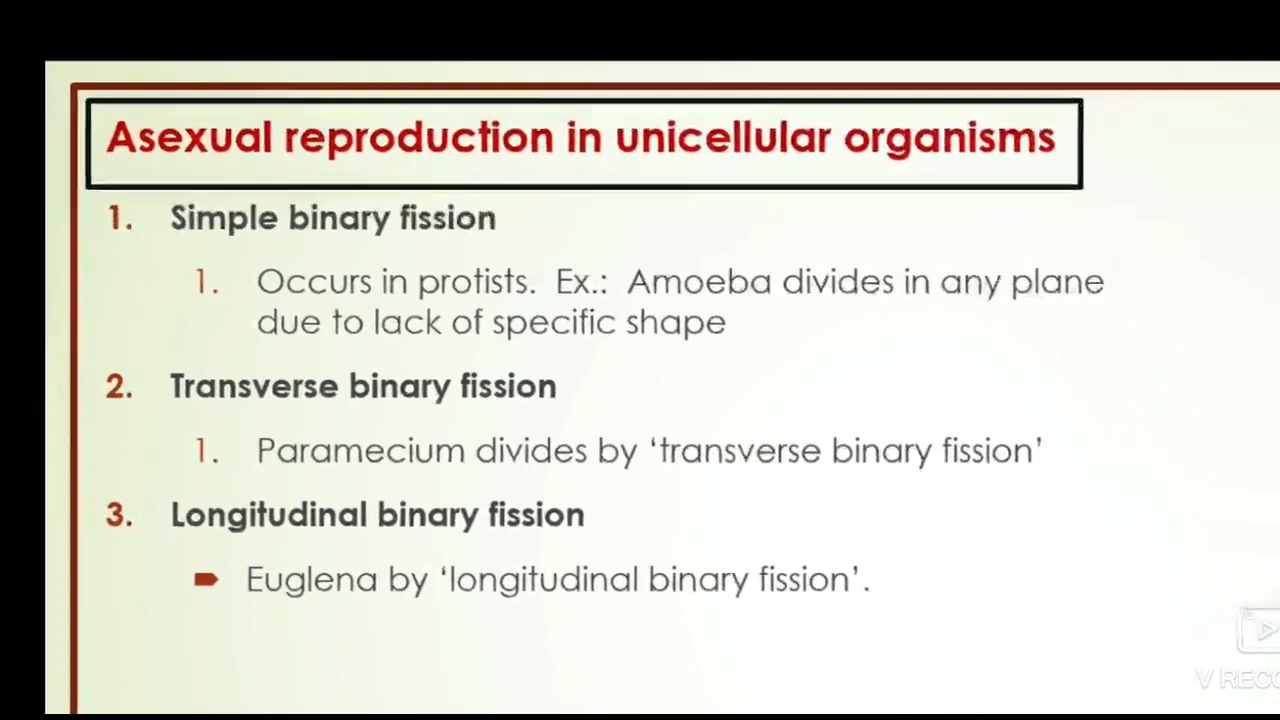 Asexual reproduction in unicellular organisms
1. Simple binary fission
1. Occurs in protists. Ex.: Amoeba divides in any plane
due to lack of specific shape
2. Transverse binary fission
1. Paramecium divides by ‘transverse binary fission’
3. Longitudinal binary fission
Euglena by ‘longitudinal binary fission’.
V RECO